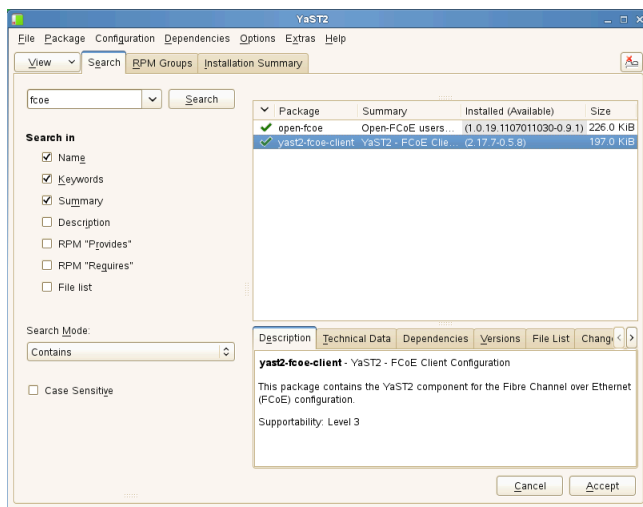 YaST2
File Package Configuration Dependencies Options Extras Help
View Search RPM Groups Installation Summary
fcoe Search
Search in
Name
Keywords
Summary
Description
RPM "Provides"
RPM "Requires"
File list
Search Mode:
Contains
Case Sensitive
Package Summary Installed (Available) Size
open-fcoe Open-FCoE users... (1.0.19.1107011030-0.9.1) 226.0 KiB
yast2-fcoe-client YaST2 - FCoE Clie... (2.17.7-0.5.8) 197.0 KiB
Description Technical Data Dependencies Versions File List Chang
yast2-fcoe-client - YaST2 - FCoE Client Configuration
This package contains the YaST2 component for the Fibre Channel over Ethernet
(FCoE) configuration.
Supportability: Level 3
Cancel Accept